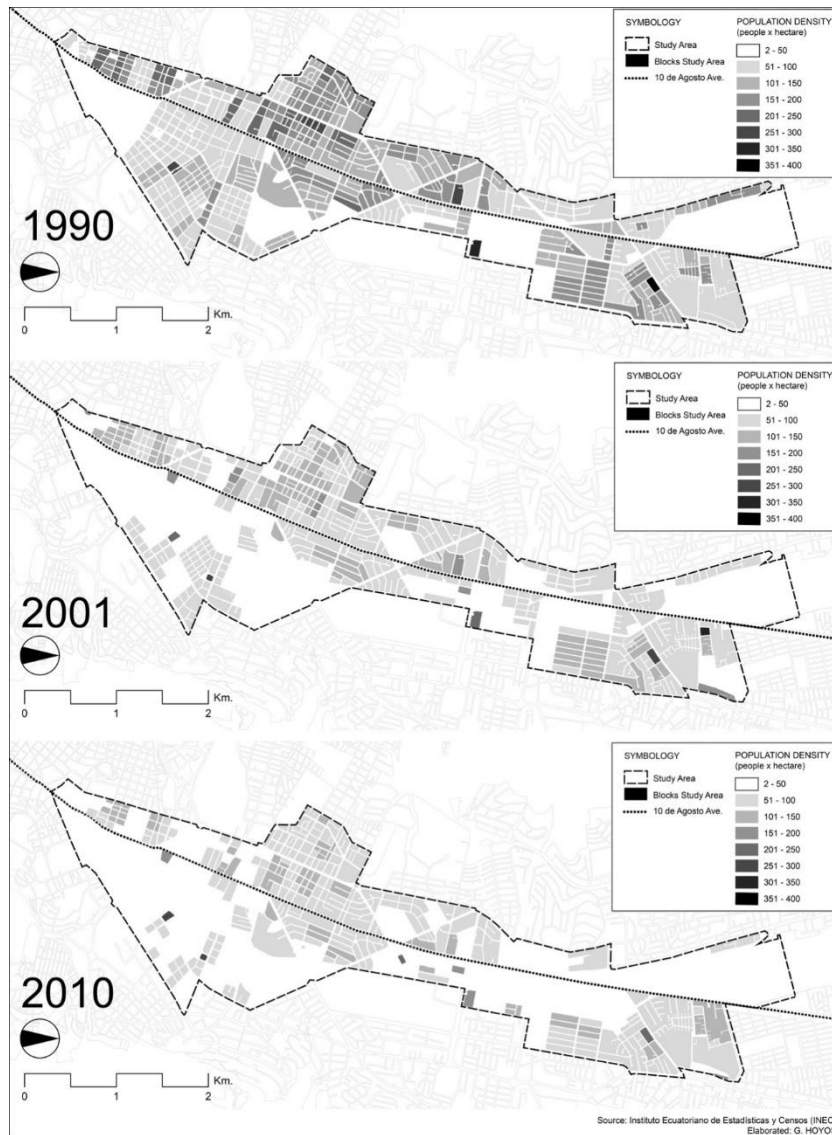 SYMBOLOGY
Study Area
Blocks Study Area
10 de Agosto Ave.
POPULATION DENSITY
(people x hectare)
2 - 50
51 - 100
101 - 150
151 - 200
201 - 250
251 - 300
301 - 350
351 - 400
1990
Km.
0 1 2
SYMBOLOGY
Study Area
Blocks Study Area
10 de Agosto Ave.
POPULATION DENSITY
(people x hectare)
2 - 50
51 - 100
101 - 150
151 - 200
201 - 250
251 - 300
301 - 350
351 - 400
2001
Km.
0 1 2
SYMBOLOGY
Study Area
Blocks Study Area
10 de Agosto Ave.
POPULATION DENSITY
(people x hectare)
2 - 50
51 - 100
101 - 150
151 - 200
201 - 250
251 - 300
301 - 350
351 - 400
2010
Km.
0 1 2
Source: Instituto Ecuatoriano de Estadísticas y Censos (INEC
Elaborated: G. HOYOS